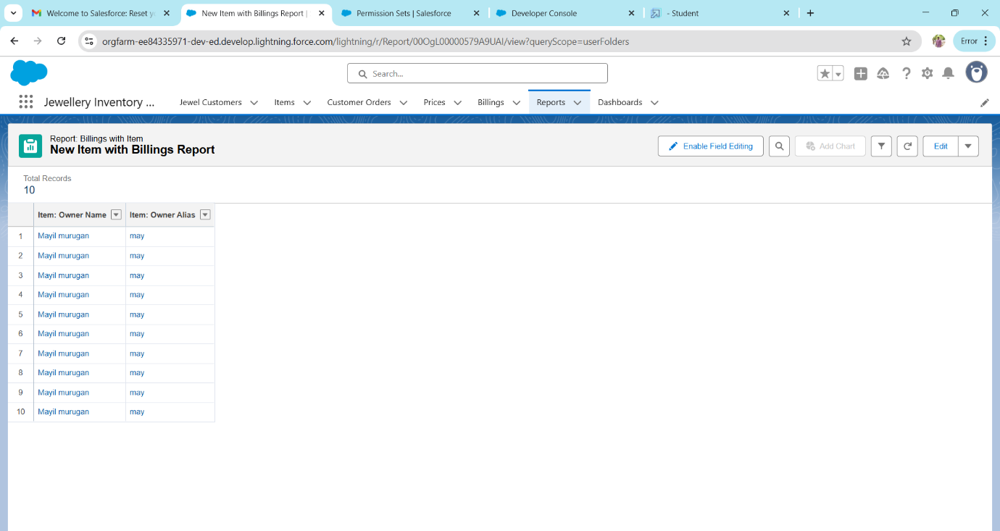 Welcome to Salesforce: Reset y
New Item with Billings Report |
Permission Sets | Salesforce
Developer Console
- Student
orgfarm-ee84335971-dev-ed.develop.lightning.force.com/lightning/r/Report/00OgL00000579A9UAI/view?queryScope=userFolders
Error
Search...
Jewellery Inventory ...
Jewel Customers
Items
Customer Orders
Prices
Billings
Reports
Dashboards
Report: Billings with Item
New Item with Billings Report
Enable Field Editing
Add Chart
Edit
Total Records
10
Item: Owner Name Item: Owner Alias
1 Mayil murugan may
2 Mayil murugan may
3 Mayil murugan may
4 Mayil murugan may
5 Mayil murugan may
6 Mayil murugan may
7 Mayil murugan may
8 Mayil murugan may
9 Mayil murugan may
10 Mayil murugan may